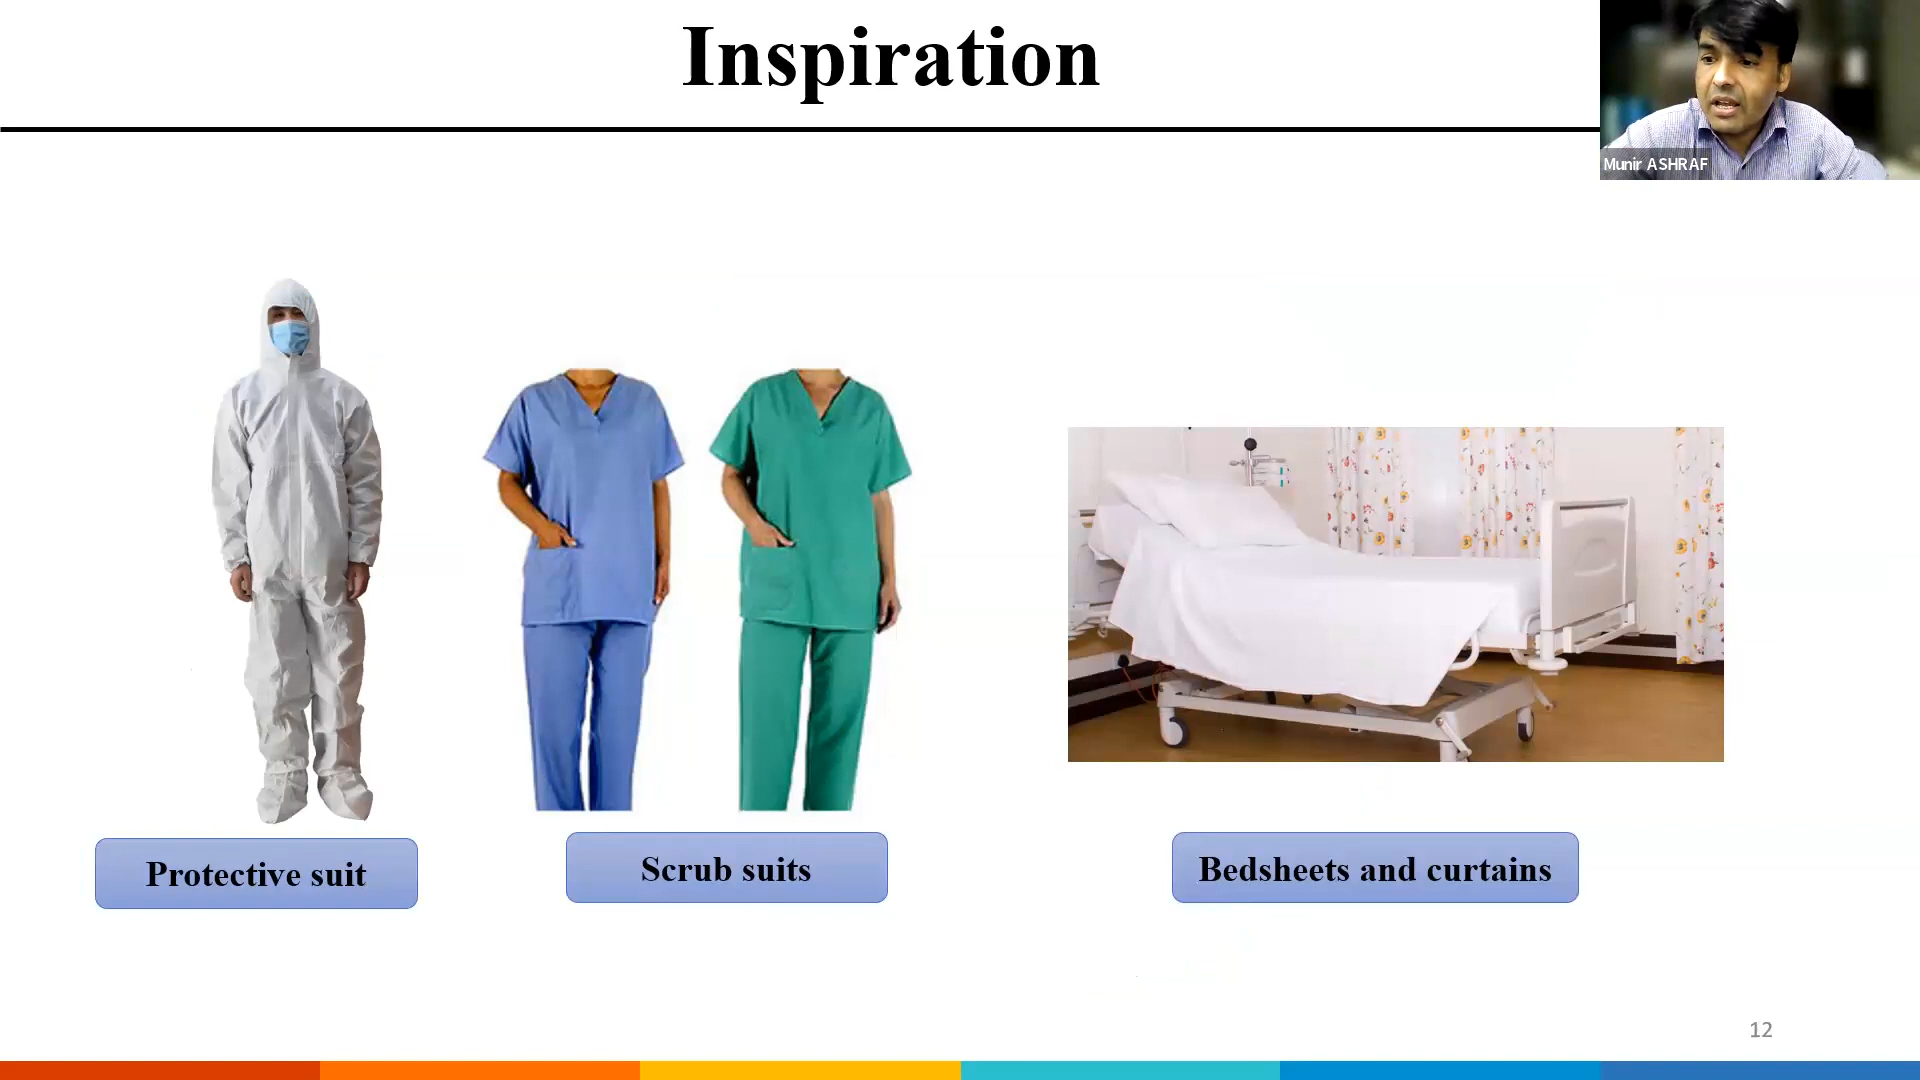 Inspiration
Munir ASHRAF
Protective suit
Scrub suits
Bedsheets and curtains
12